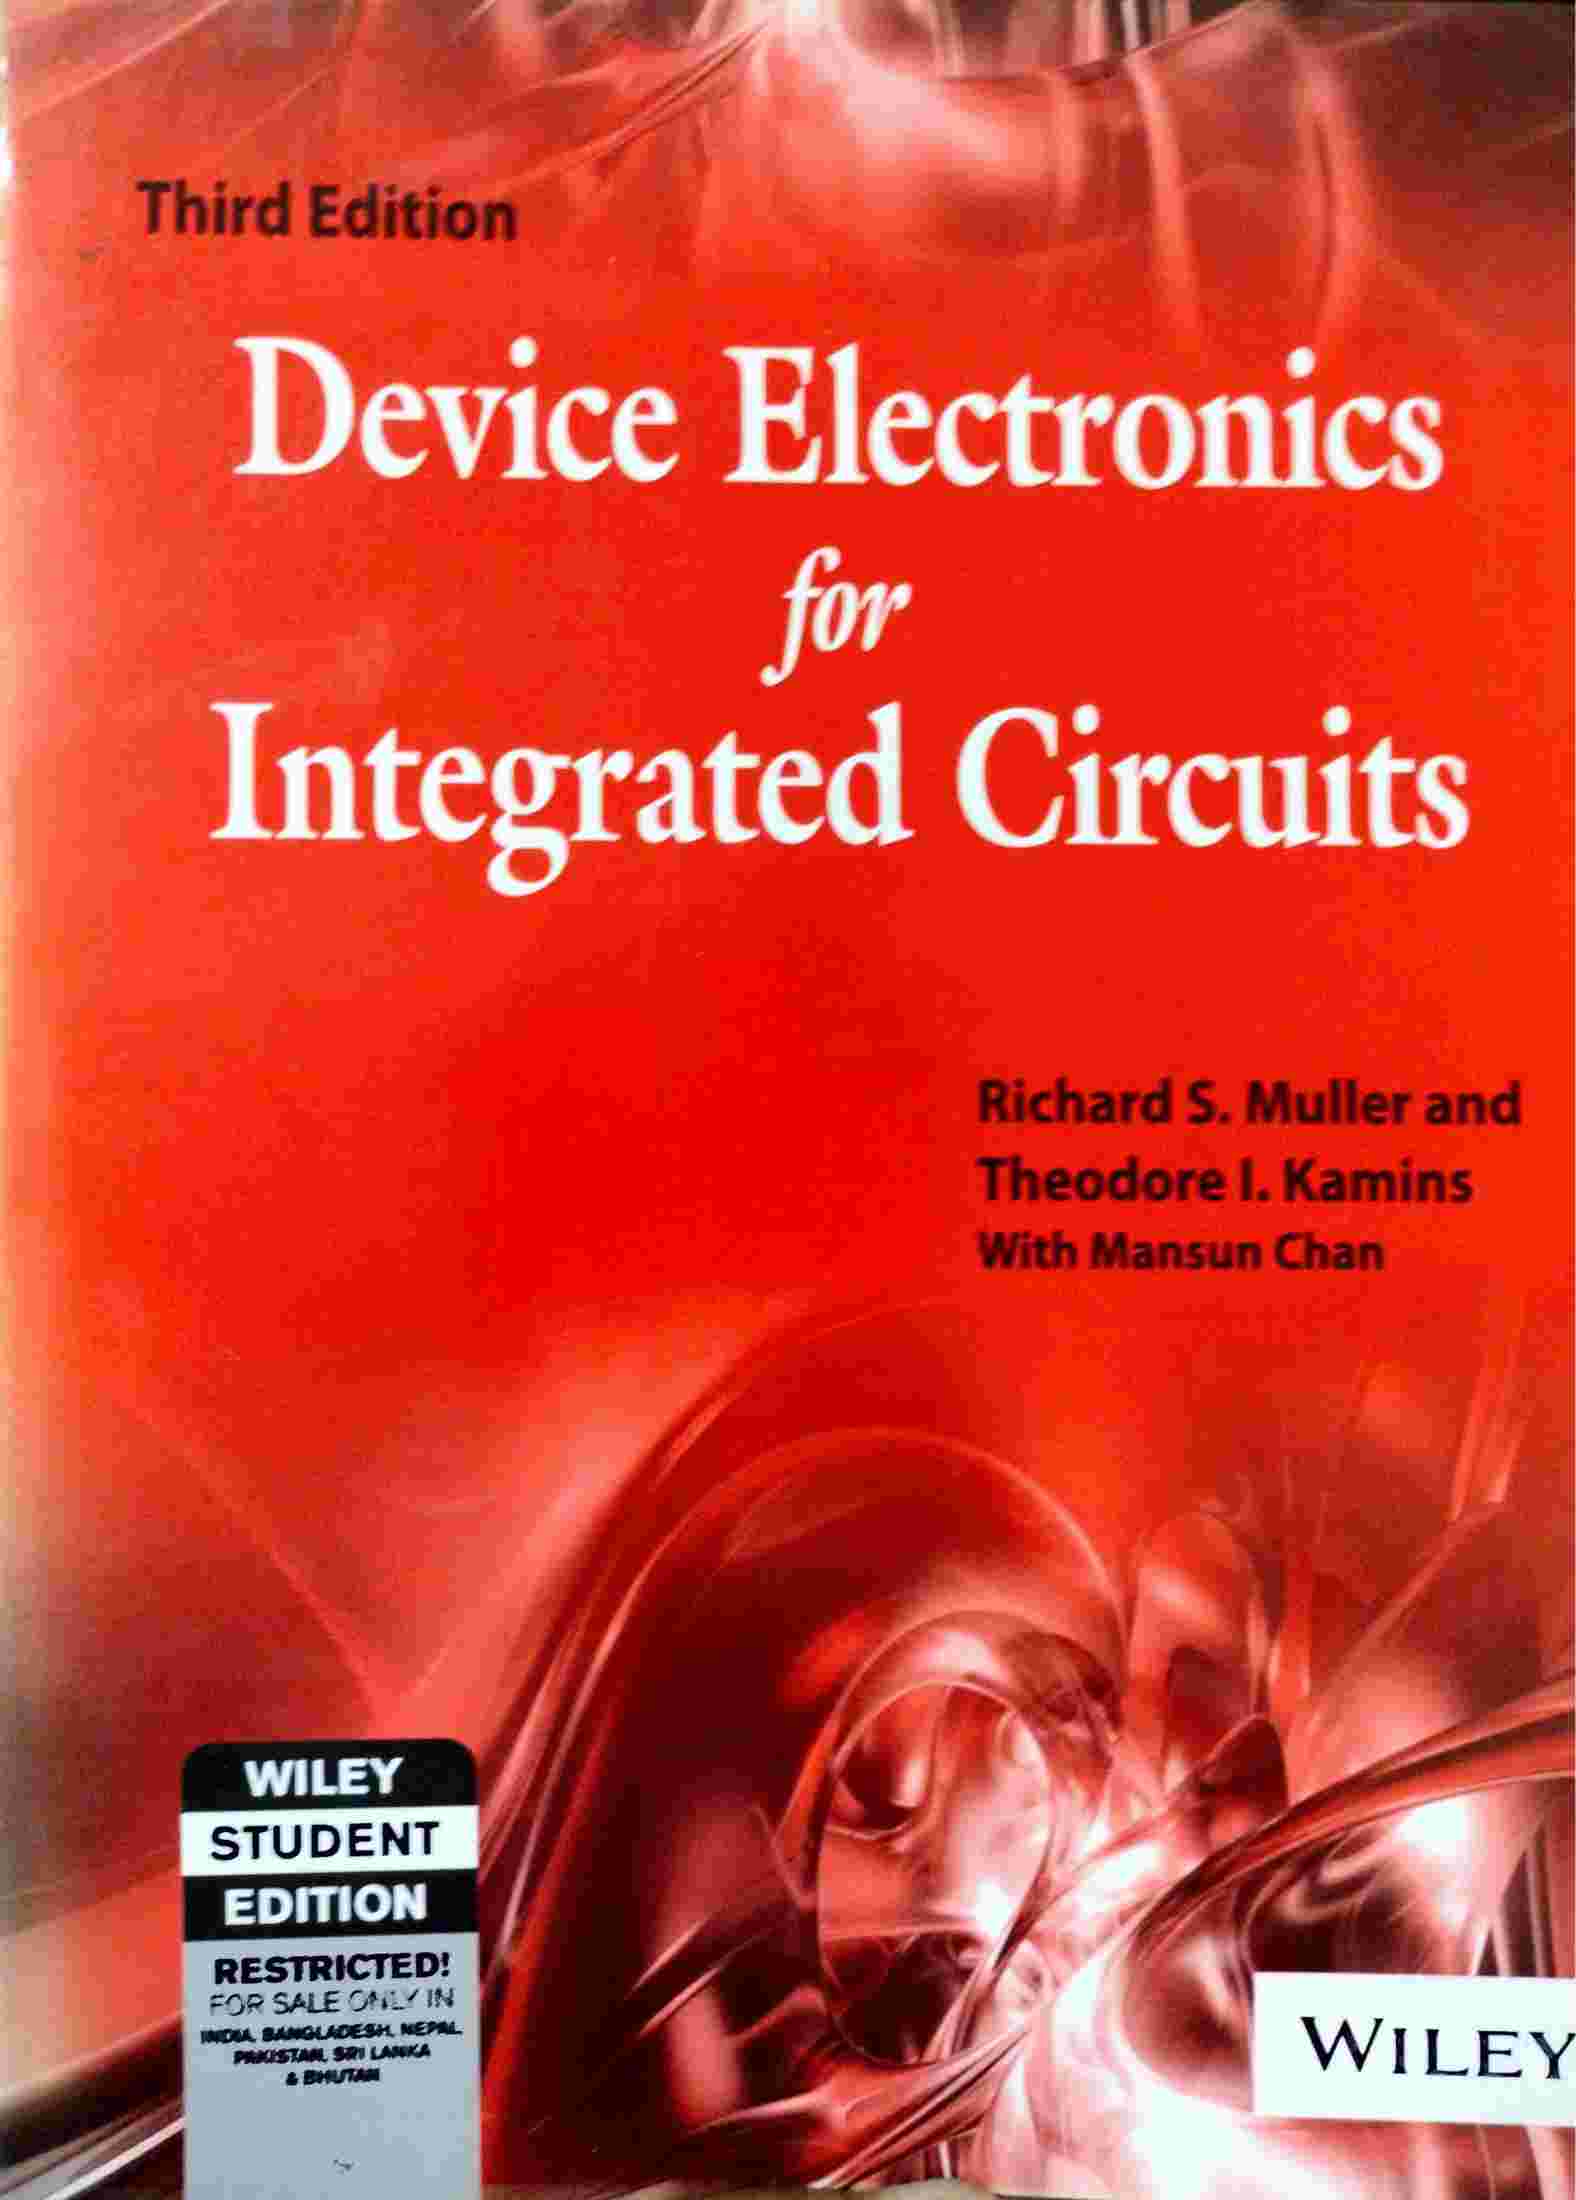 Third Edition
Device Electronics
for
Integrated Circuits
Richard S. Muller and
Theodore I. Kamins
With Mansun Chan
WILEY
STUDENT
EDITION
RESTRICTED!
FOR SALE ONLY IN
INDIA, BANGLADESH, NEPAL,
PAKISTAN, SRI LANKA
& BHUTAN
WILEY